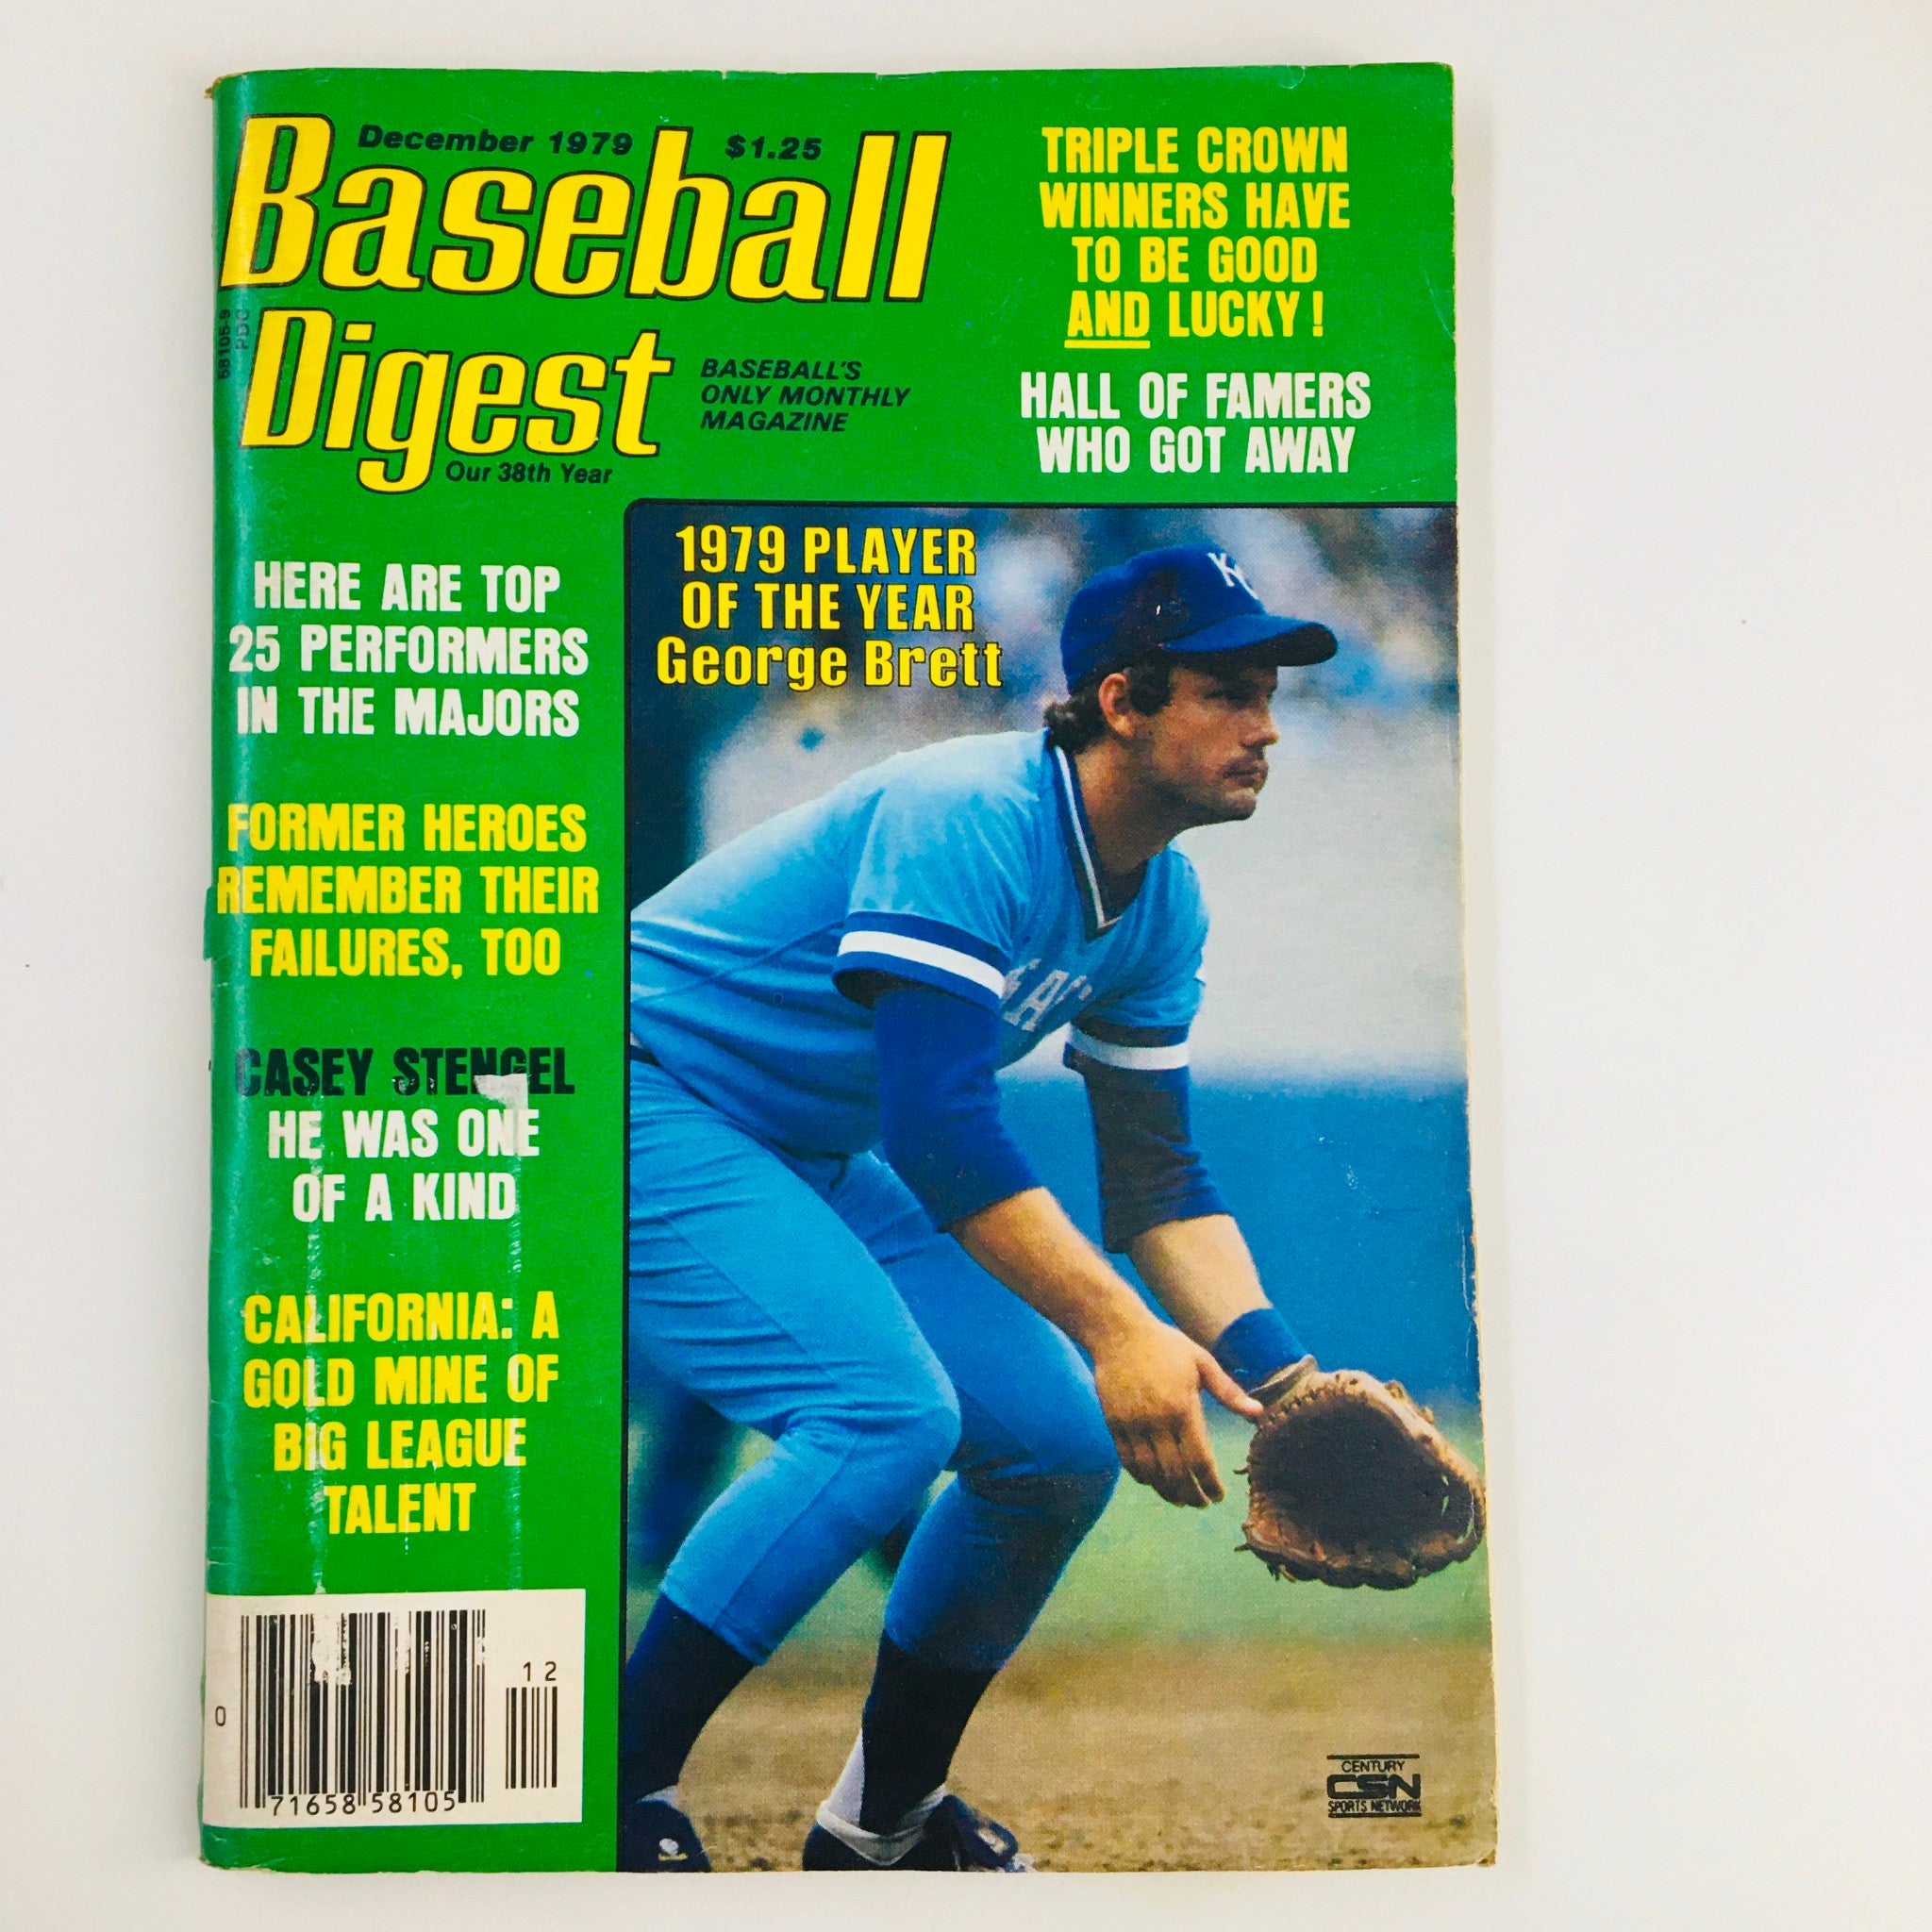 December 1979 $1.25
Baseball
Digest
BASEBALL'S
ONLY MONTHLY
MAGAZINE
Our 38th Year
58105-9
PDC
TRIPLE CROWN
WINNERS HAVE
TO BE GOOD
AND LUCKY!
HALL OF FAMERS
WHO GOT AWAY
1979 PLAYER
OF THE YEAR
George Brett
KC
HERE ARE TOP
25 PERFORMERS
IN THE MAJORS
FORMER HEROES
REMEMBER THEIR
FAILURES, TOO
CASEY STENGEL
HE WAS ONE
OF A KIND
CALIFORNIA: A
GOLD MINE OF
BIG LEAGUE
TALENT
12
0 71658 58105
CENTURY
CSN
SPORTS NETWORK